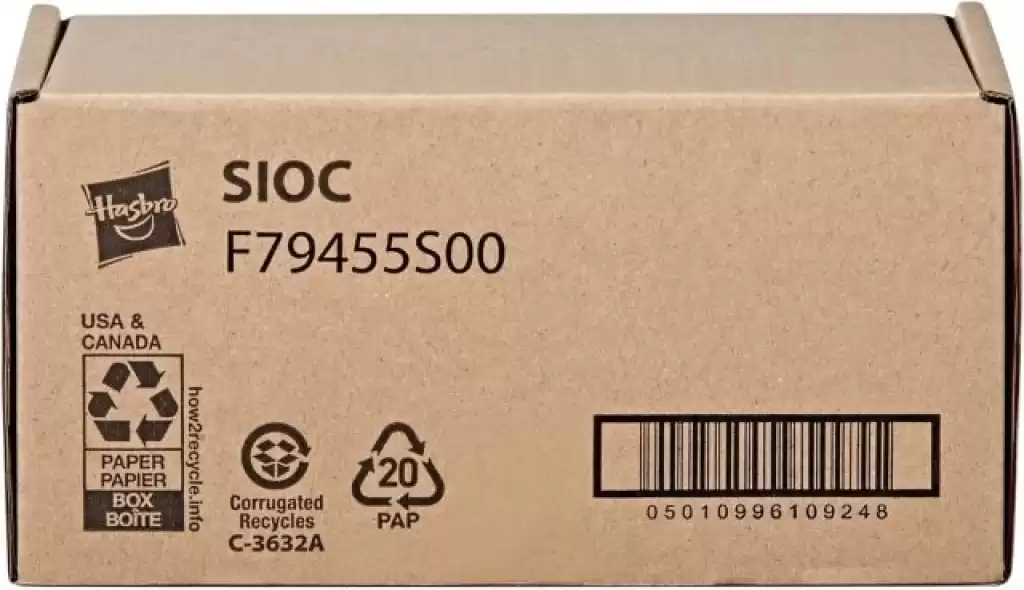 Hasbro
SIOC
F79455S00
USA &
CANADA
PAPER
PAPIER
BOX
BOÎTE
how2recycle.info
Corrugated
Recycles
C-3632A
20
PAP
05010996109248